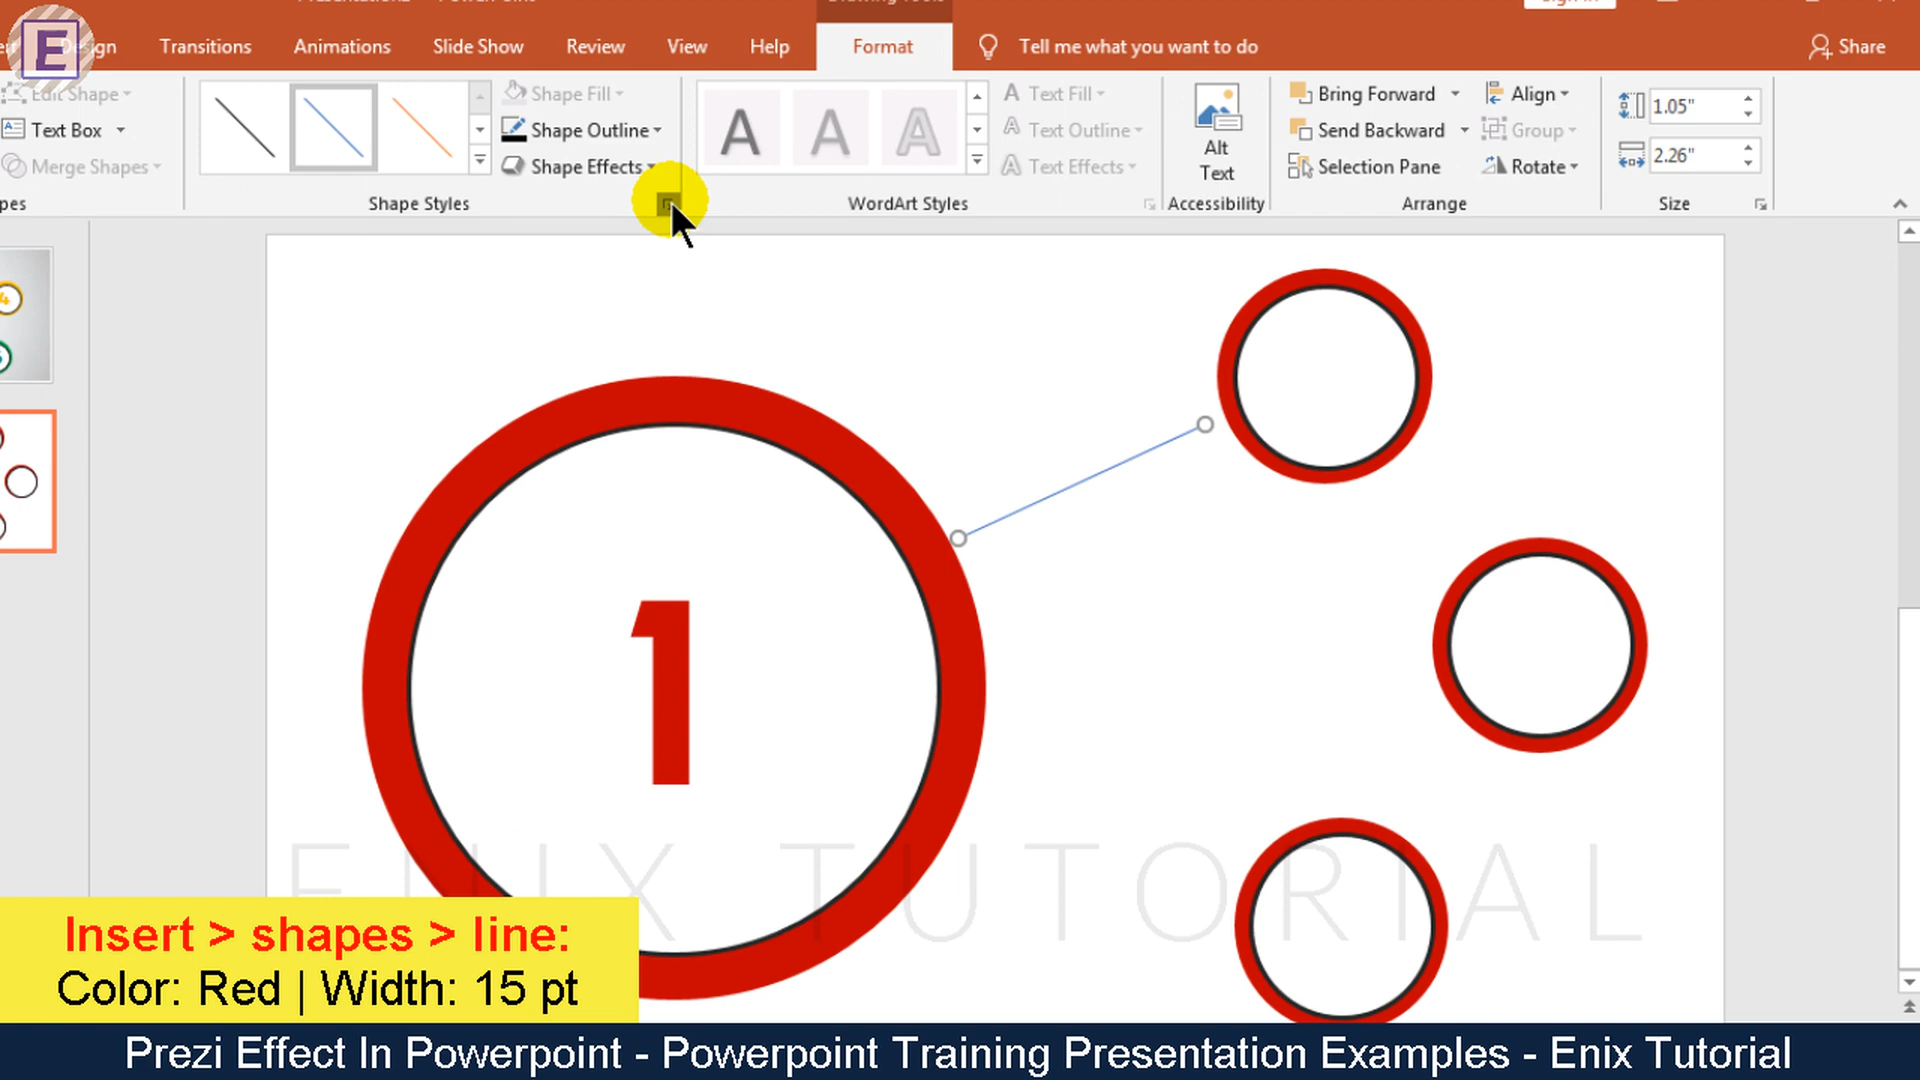 Design
Transitions
Animations
Slide Show
Review
View
Help
Format
Tell me what you want to do
Share
Edit Shape
Text Box
Merge Shapes
Shape Fill
Shape Outline
Shape Effects
Shape Styles
A A A
WordArt Styles
Text Fill
Text Outline
Text Effects
Alt
Text
Accessibility
Bring Forward
Send Backward
Selection Pane
Align
Group
Rotate
Arrange
1.05"
2.26"
Size
4
1
ENIX TUTORIAL
Insert > shapes > line:
Color: Red | Width: 15 pt
Prezi Effect In Powerpoint - Powerpoint Training Presentation Examples - Enix Tutorial
E